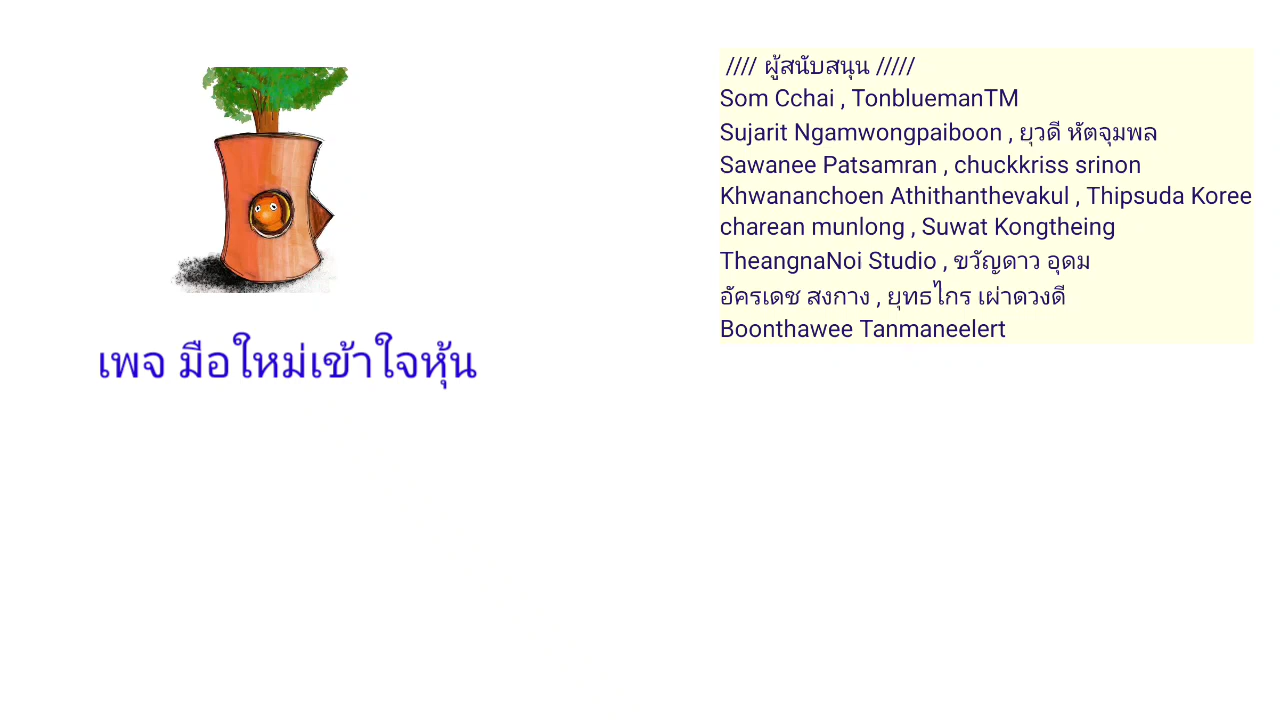 เพจ มือใหม่เข้าใจหุ้น
//// ผู้สนับสนุน /////
Som Cchai , TonbluemanTM
Sujarit Ngamwongpaiboon , ยุวดี หัตจุมพล
Sawanee Patsamran , chuckkriss srinon
Khwananchoen Athithanthevakul , Thipsuda Koree
charean munlong , Suwat Kongtheing
TheangnaNoi Studio , ขวัญดาว อุดม
อัครเดช สงกาง , ยุทธไกร เผ่าดวงดี
Boonthawee Tanmaneelert